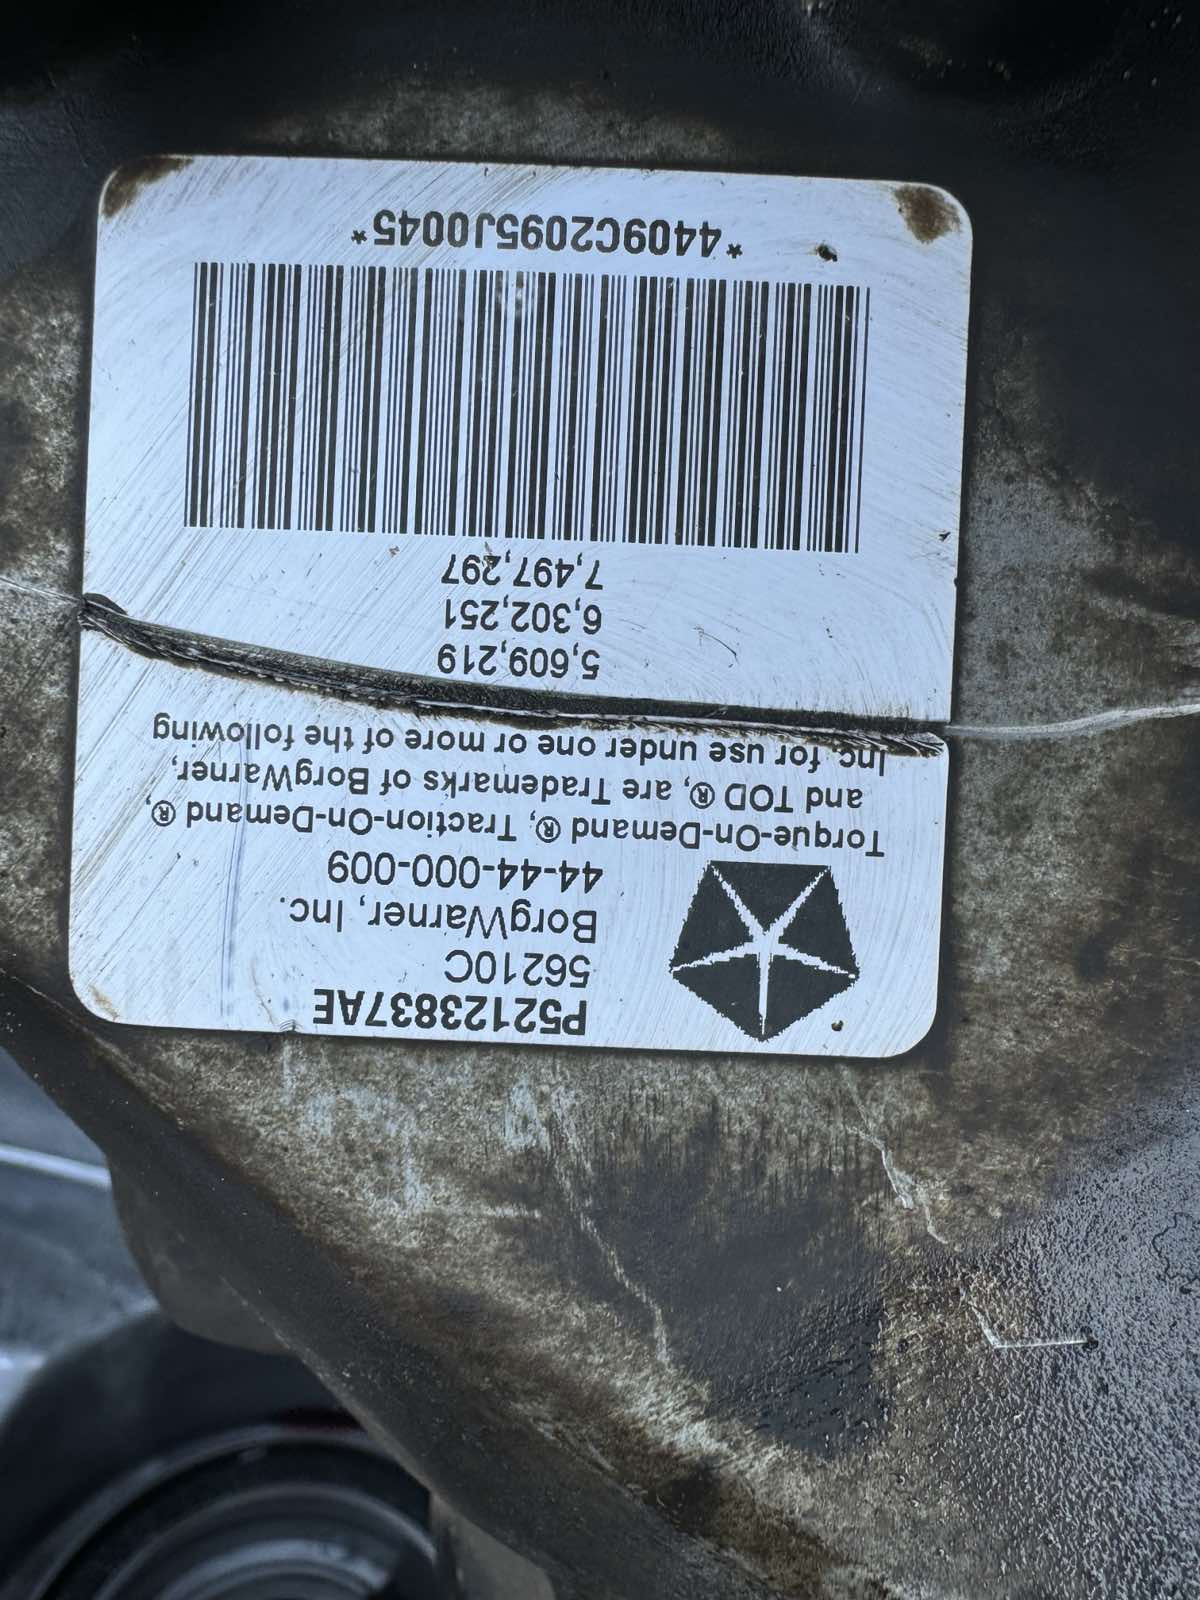 P52123837AE
56210C
BorgWarner, Inc.
44-44-000-009
Torque-On-Demand ®, Traction-On-Demand ®,
and TOD ®, are Trademarks of BorgWarner,
Inc. for use under one or more of the following
5,609,219
6,302,251
7,497,297
*4409C2095J0045*